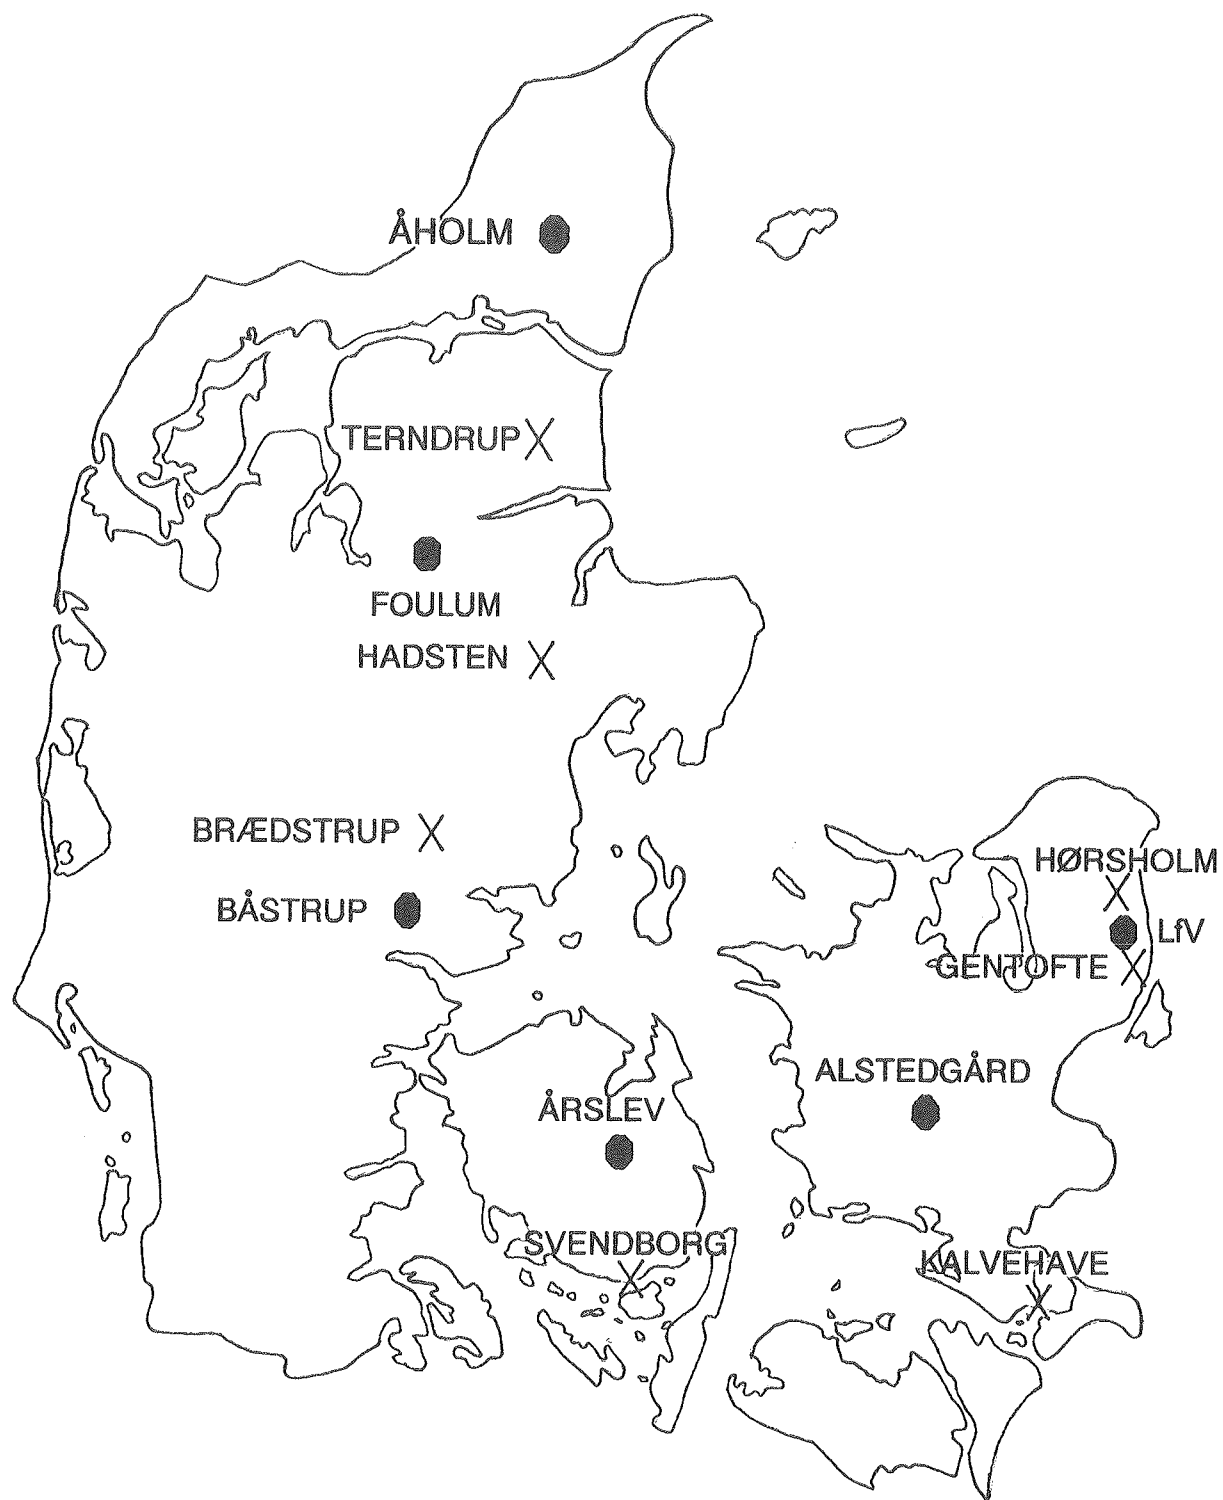 ÅHOLM
TERNDRUP
FOULUM
HADSTEN
BRÆDSTRUP
HØRSHOLM
BÅSTRUP
LfV
GENTOFTE
ALSTEDGÅRD
ÅRSLEV
SVENDBORG
KALVEHAVE